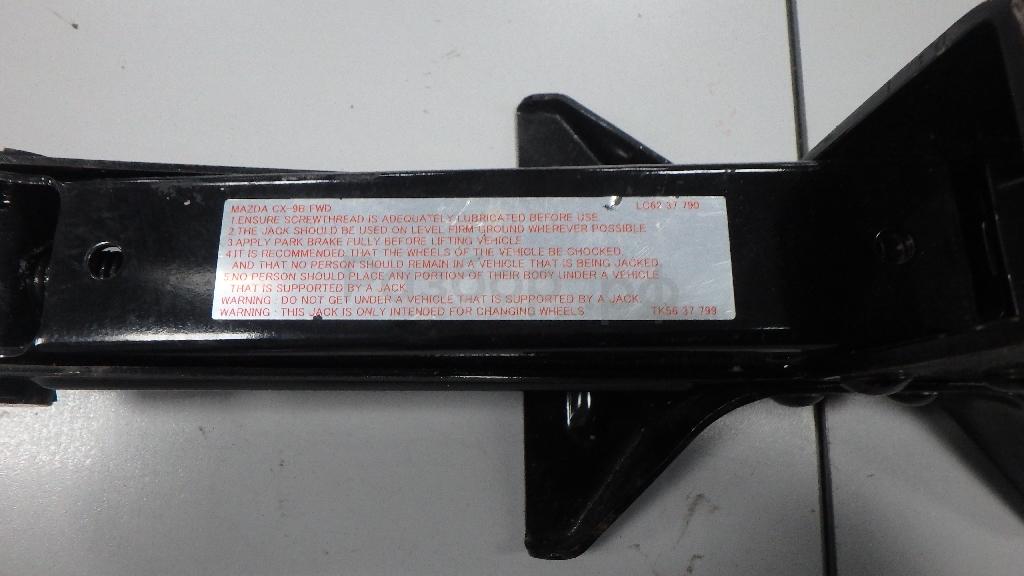 MAZDA CX-9B FWD LC62 37 790
1.ENSURE SCREWTHREAD IS ADEQUATELY LUBRICATED BEFORE USE.
2.THE JACK SHOULD BE USED ON LEVEL FIRM GROUND WHEREVER POSSIBLE.
3.APPLY PARK BRAKE FULLY BEFORE LIFTING VEHICLE.
4.IT IS RECOMMENDED THAT THE WHEELS OF THE VEHICLE BE CHOCKED,
AND THAT NO PERSON SHOULD REMAIN IN A VEHICLE THAT IS BEING JACKED.
5.NO PERSON SHOULD PLACE ANY PORTION OF THEIR BODY UNDER A VEHICLE
THAT IS SUPPORTED BY A JACK.
WARNING : DO NOT GET UNDER A VEHICLE THAT IS SUPPORTED BY A JACK.
WARNING : THIS JACK IS ONLY INTENDED FOR CHANGING WHEELS. TK56 37 799